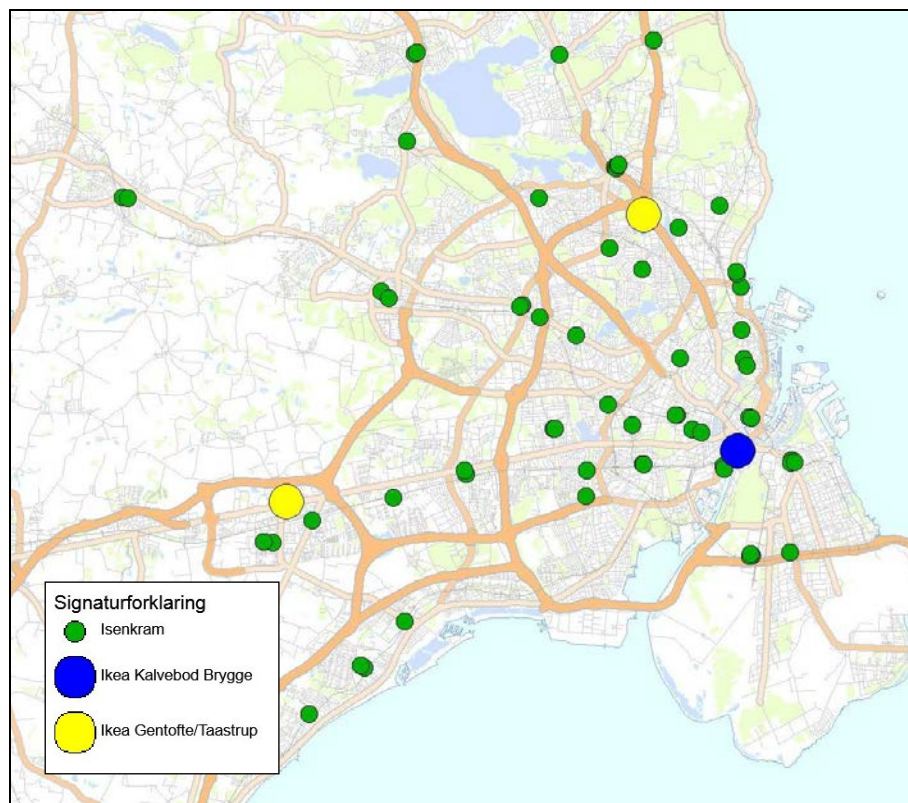 Signaturforklaring
Isenkram
Ikea Kalvebod Brygge
Ikea Gentofte/Taastrup